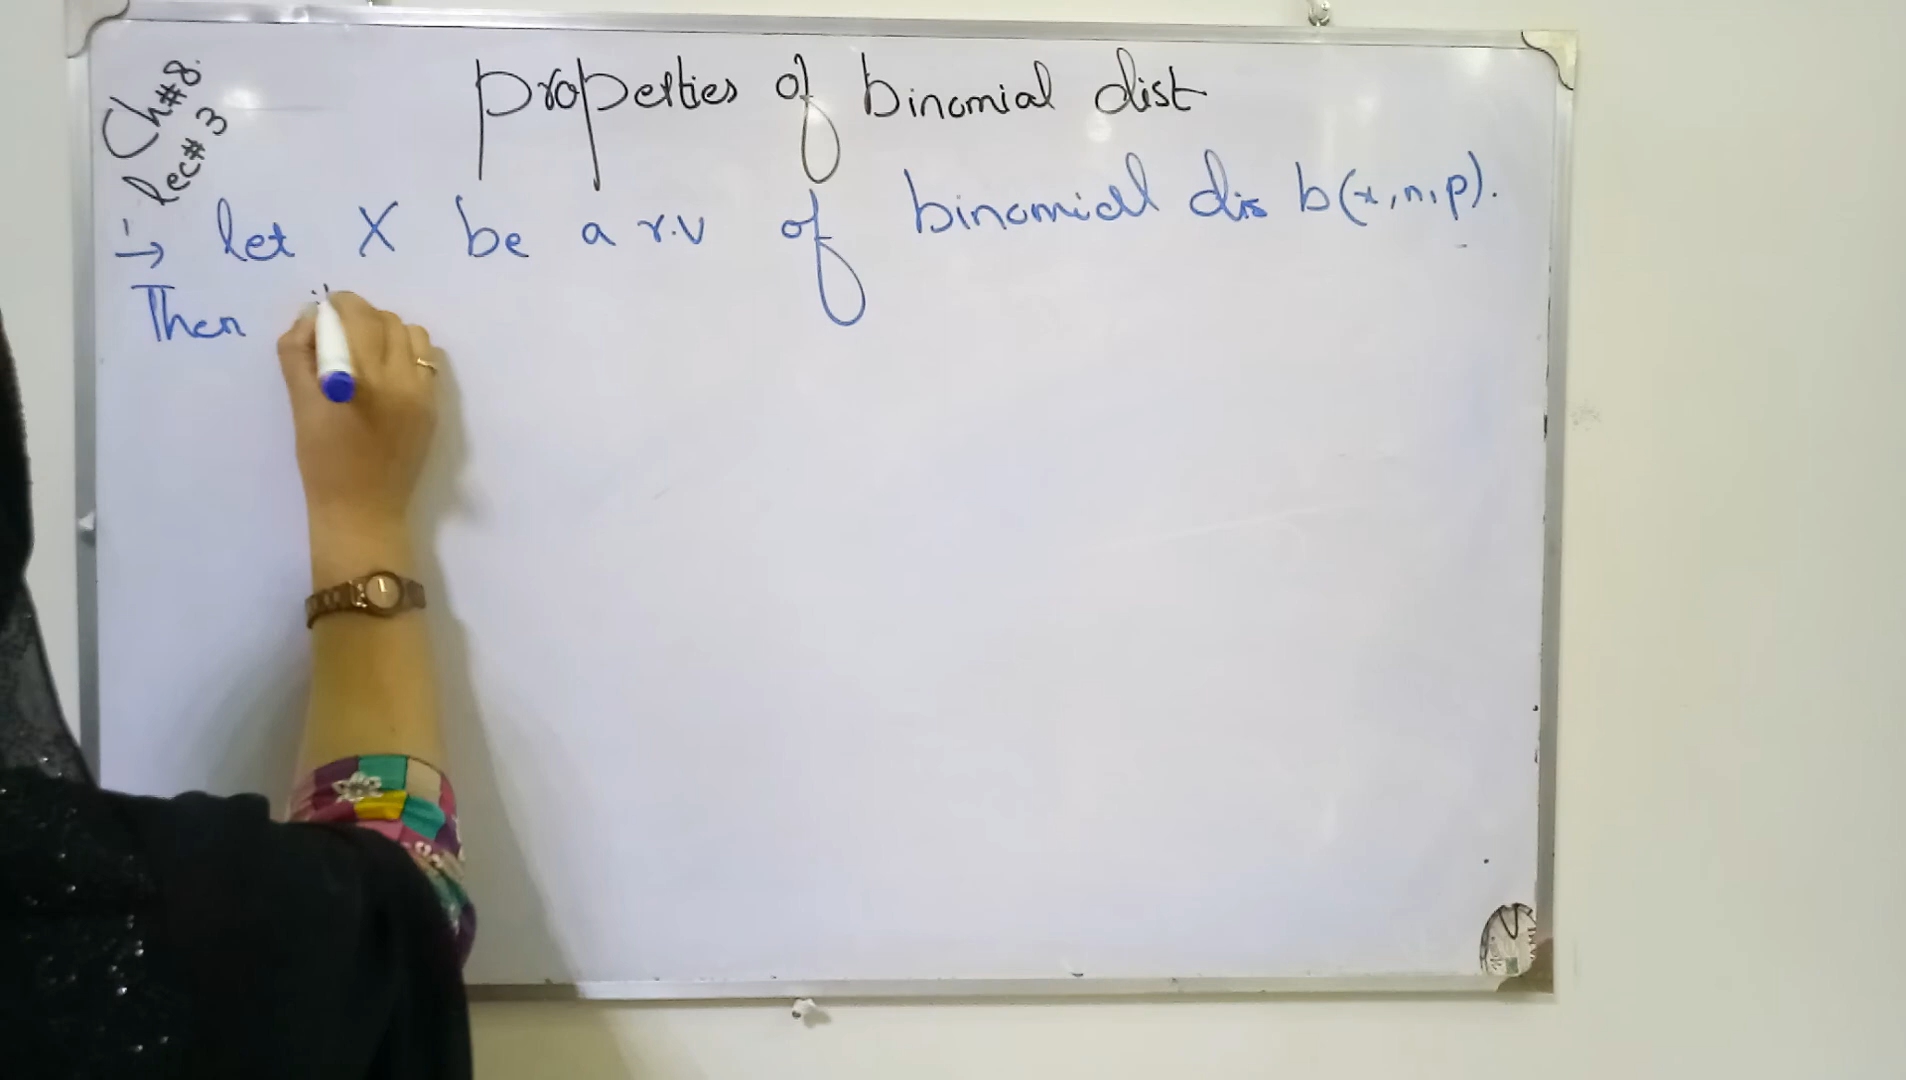 Ch#8.
lec#3
properties of binomial dist
→ let X be a r.v of binomial dis b(x,n,p).
Then